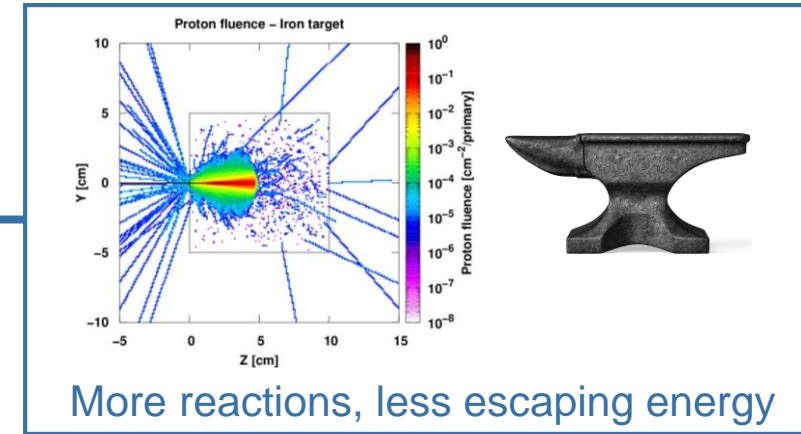 Proton fluence – Iron target
10
5
0
−5
−10
Y [cm]
−5 0 5 10 15
Z [cm]
10⁰
10⁻¹
10⁻²
10⁻³
10⁻⁴
10⁻⁵
10⁻⁶
10⁻⁷
10⁻⁸
Proton fluence [cm⁻²/primary]
More reactions, less escaping energy